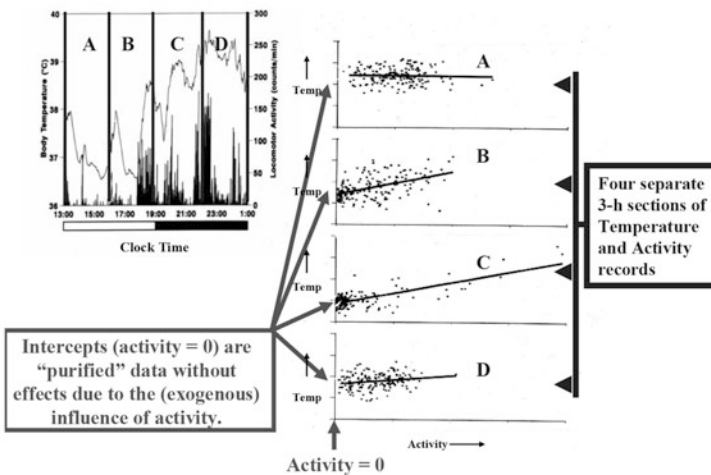 A B C D
Body Temperature (°C)
40
39
38
37
36
300
250
200
150
100
50
0
Locomotor Activity (counts/min)
13:00 15:00 17:00 19:00 21:00 23:00 1:00
Clock Time
A
Temp
B
Temp
C
Temp
D
Temp
Activity
Activity = 0
Four separate
3-h sections of
Temperature
and Activity
records
Intercepts (activity = 0) are
“purified” data without
effects due to the (exogenous)
influence of activity.